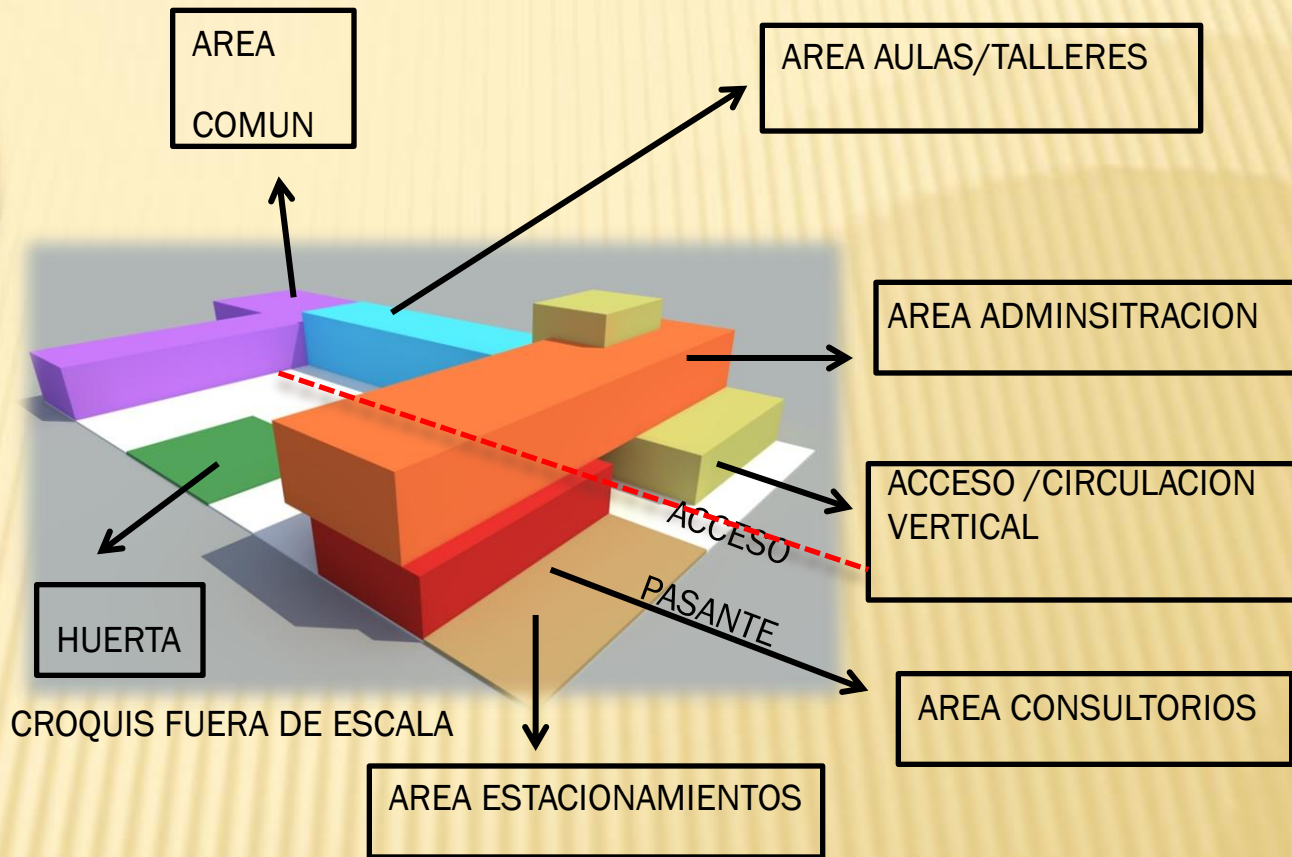 AREA
COMUN
AREA AULAS/TALLERES
AREA ADMINSITRACION
ACCESO /CIRCULACION
VERTICAL
ACCESO
PASANTE
HUERTA
AREA CONSULTORIOS
CROQUIS FUERA DE ESCALA
AREA ESTACIONAMIENTOS